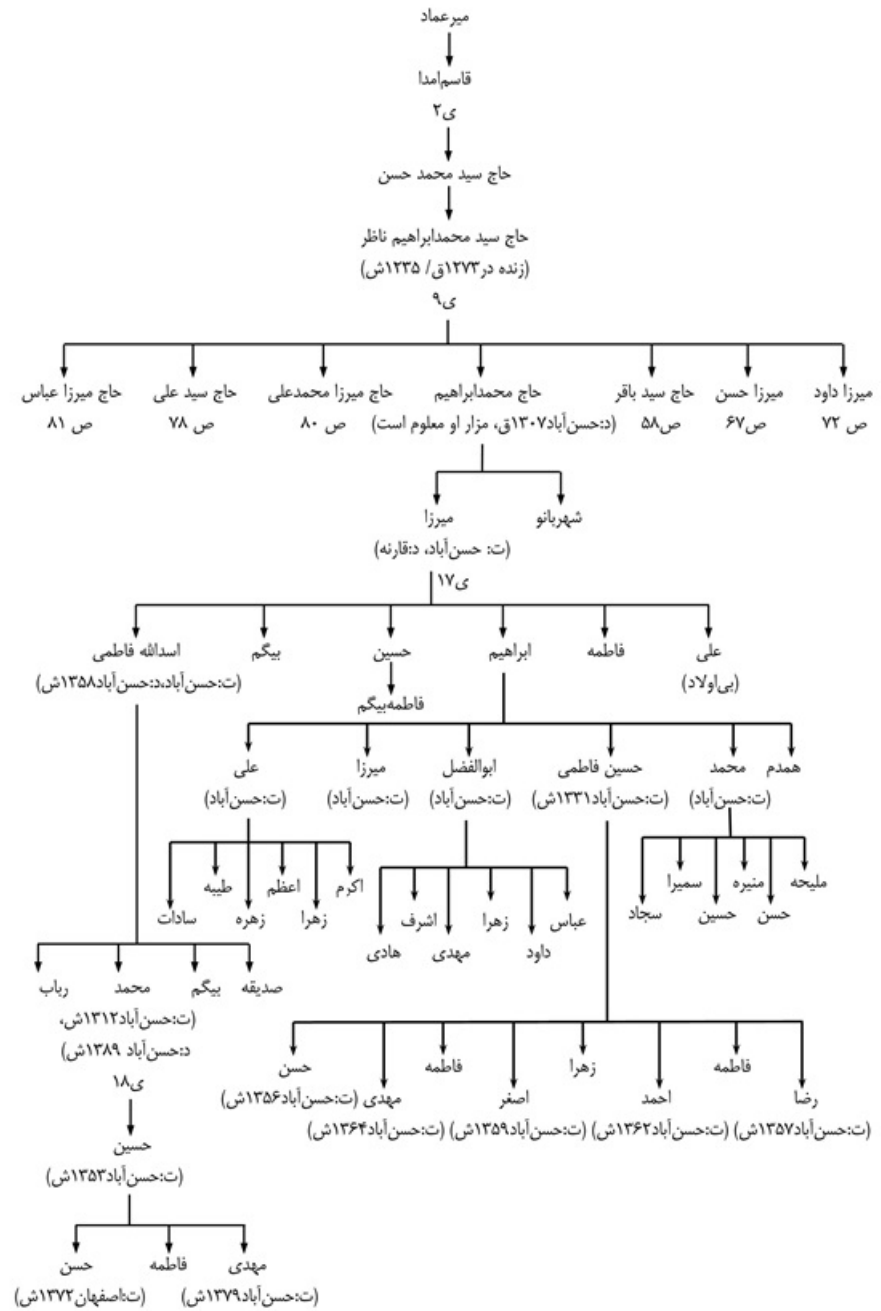 میرعماد
قاسم‌امدا
ی۲
حاج سید محمد حسن
حاج سید محمدابراهیم ناظر
(زنده در۱۲۷۳ق/ ۱۲۳۵ش)
ی۹
میرزا داود میرزا حسن حاج سید باقر حاج محمدابراهیم حاج میرزا محمدعلی حاج سید علی حاج میرزا عباس
ص ۷۲ ص۶۷ ص۵۸ (د:حسن‌آباد۱۳۰۷ق، مزار او معلوم است) ص ۸۰ ص ۷۸ ص ۸۱
شهربانو میرزا
(ت: حسن‌آباد، د:قارنه)
ی۱۷
علی فاطمه ابراهیم حسین بیگم اسدالله فاطمی
(بی‌اولاد) (ت:حسن‌آباد،د:حسن‌آباد۱۳۵۸ش)
فاطمه‌بیگم
همدم محمد حسین فاطمی ابوالفضل میرزا علی
(ت:حسن‌آباد) (ت:حسن‌آباد۱۳۳۱ش) (ت:حسن‌آباد) (ت:حسن‌آباد) (ت:حسن‌آباد)
ملیحه منیره سمیرا اکرم اعظم طیبه
حسن حسین سجاد عباس زهرا اشرف زهرا زهره سادات
داود مهدی هادی
صدیقه بیگم محمد رباب
(ت:حسن‌آباد۱۳۱۲ش،
د:حسن‌آباد ۱۳۸۹ش)
ی۱۸
فاطمه زهرا فاطمه حسن
رضا احمد اصغر مهدی (ت:حسن‌آباد۱۳۵۶ش)
(ت:حسن‌آباد۱۳۵۷ش) (ت:حسن‌آباد۱۳۶۲ش) (ت:حسن‌آباد۱۳۵۹ش) (ت:حسن‌آباد۱۳۶۴ش)
حسین
(ت:حسن‌آباد۱۳۵۳ش)
مهدی فاطمه حسن
(ت:حسن‌آباد۱۳۷۹ش) (ت:اصفهان۱۳۷۲ش)